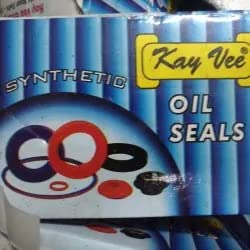 Kay Vee
SYNTHETIC
OIL
SEALS